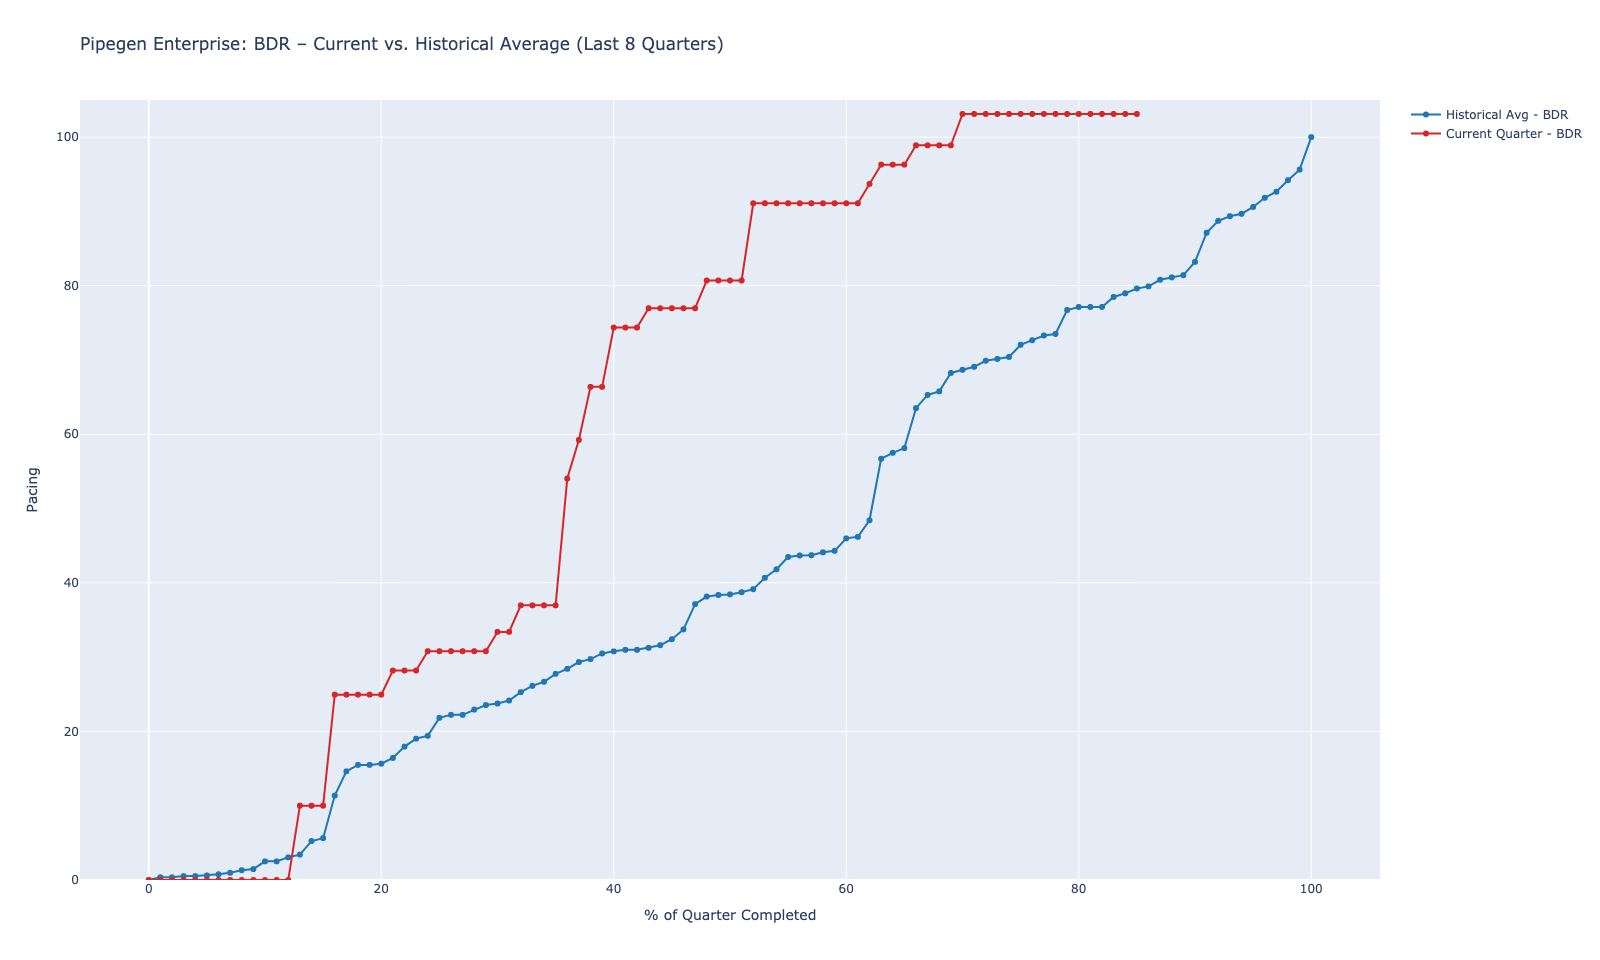 Pipegen Enterprise: BDR – Current vs. Historical Average (Last 8 Quarters)
Historical Avg - BDR
Current Quarter - BDR
Pacing
100
80
60
40
20
0
0 20 40 60 80 100
% of Quarter Completed